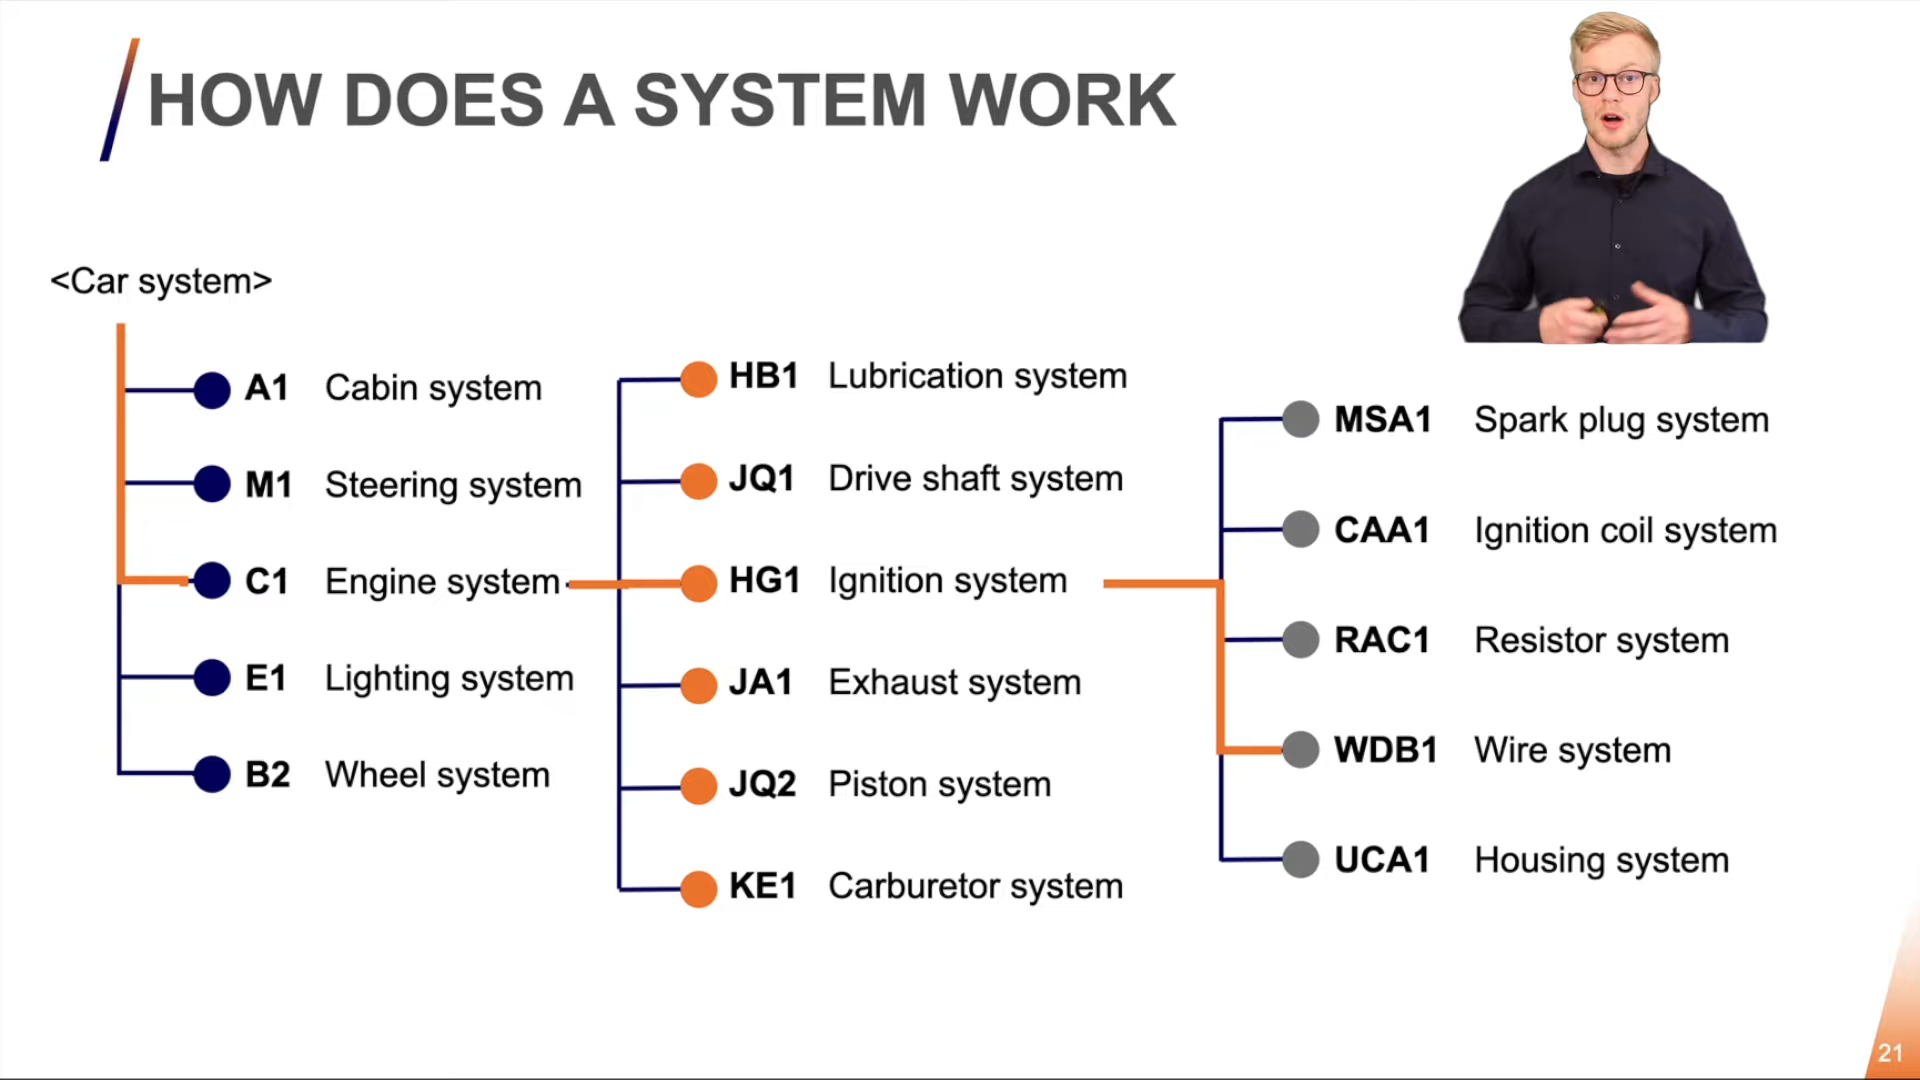 HOW DOES A SYSTEM WORK
<Car system>
A1 Cabin system
M1 Steering system
C1 Engine system
E1 Lighting system
B2 Wheel system
HB1 Lubrication system
JQ1 Drive shaft system
HG1 Ignition system
JA1 Exhaust system
JQ2 Piston system
KE1 Carburetor system
MSA1 Spark plug system
CAA1 Ignition coil system
RAC1 Resistor system
WDB1 Wire system
UCA1 Housing system
21